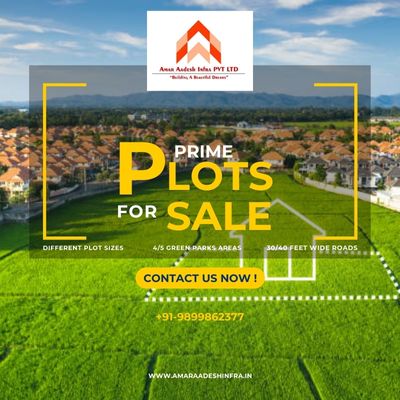 Amar Aadesh Infra PVT LTD
"Building A Beautiful Dreams"
PRIME
PLOTS
FOR SALE
DIFFERENT PLOT SIZES 4/5 GREEN PARKS AREAS 30/40 FEET WIDE ROADS
CONTACT US NOW !
+91-9899862377
WWW.AMARAADESHINFRA.IN